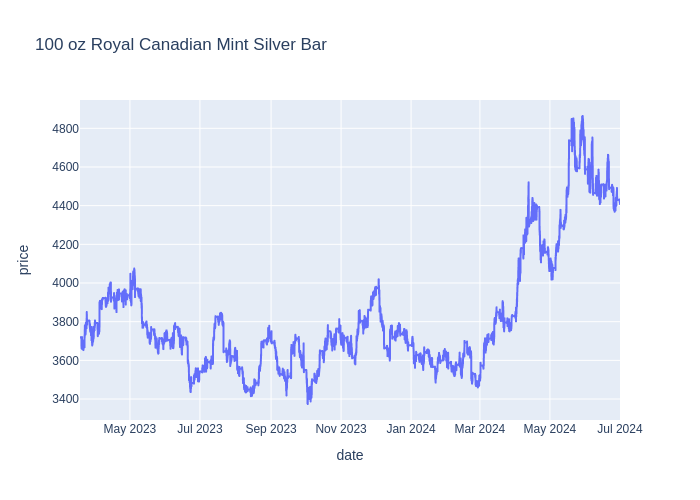 100 oz Royal Canadian Mint Silver Bar
price
4800
4600
4400
4200
4000
3800
3600
3400
May 2023 Jul 2023 Sep 2023 Nov 2023 Jan 2024 Mar 2024 May 2024 Jul 2024
date